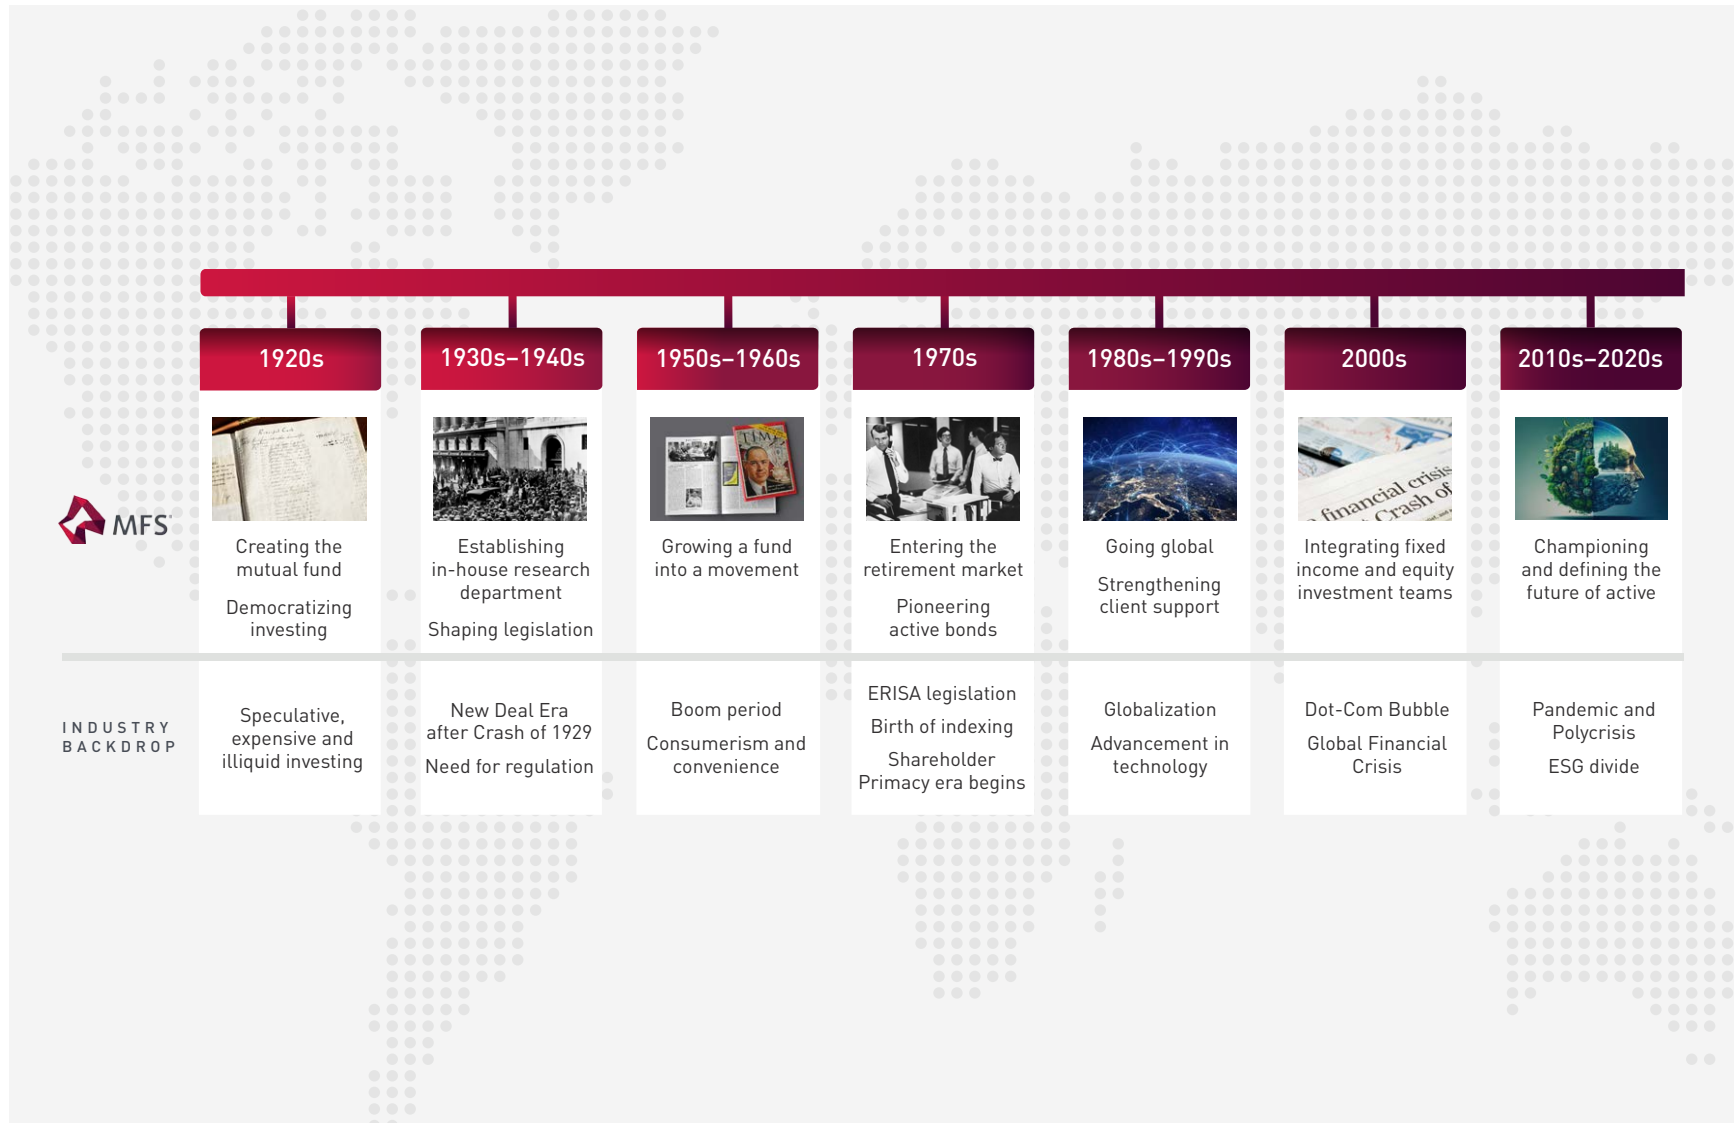 1920s
1930s–1940s
1950s–1960s
1970s
1980s–1990s
2000s
2010s–2020s
TIME
financial crisis
Crash of
MFS
Creating the
mutual fund
Democratizing
investing
Establishing
in-house research
department
Shaping legislation
Growing a fund
into a movement
Entering the
retirement market
Pioneering
active bonds
Going global
Strengthening
client support
Integrating fixed
income and equity
investment teams
Championing
and defining the
future of active
INDUSTRY
BACKDROP
Speculative,
expensive and
illiquid investing
New Deal Era
after Crash of 1929
Need for regulation
Boom period
Consumerism and
convenience
ERISA legislation
Birth of indexing
Shareholder
Primacy era begins
Globalization
Advancement in
technology
Dot-Com Bubble
Global Financial
Crisis
Pandemic and
Polycrisis
ESG divide